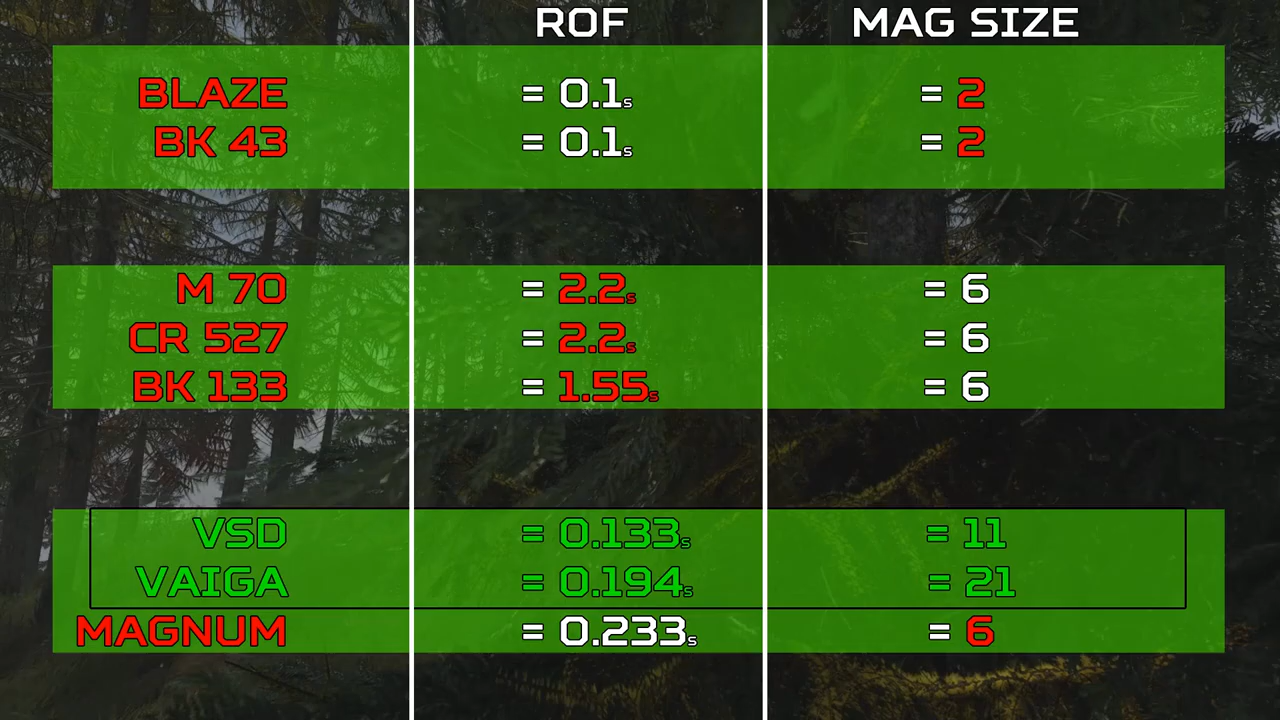 ROF MAG SIZE
BLAZE = 0.1s = 2
BK 43 = 0.1s = 2
M 70 = 2.2s = 6
CR 527 = 2.2s = 6
BK 133 = 1.55s = 6
VSD = 0.133s = 11
VAIGA = 0.194s = 21
MAGNUM = 0.233s = 6